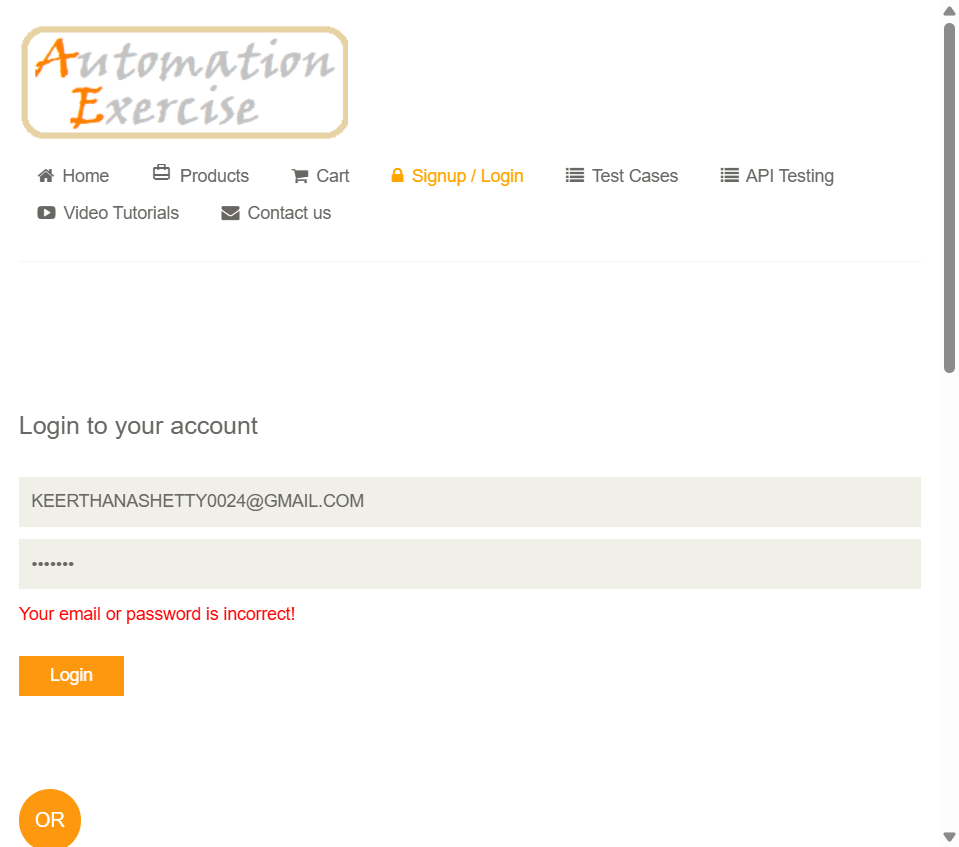 Automation
Exercise
Home Products Cart Signup / Login Test Cases API Testing
Video Tutorials Contact us
Login to your account
KEERTHANASHETTY0024@GMAIL.COM
•••••••
Your email or password is incorrect!
Login
OR